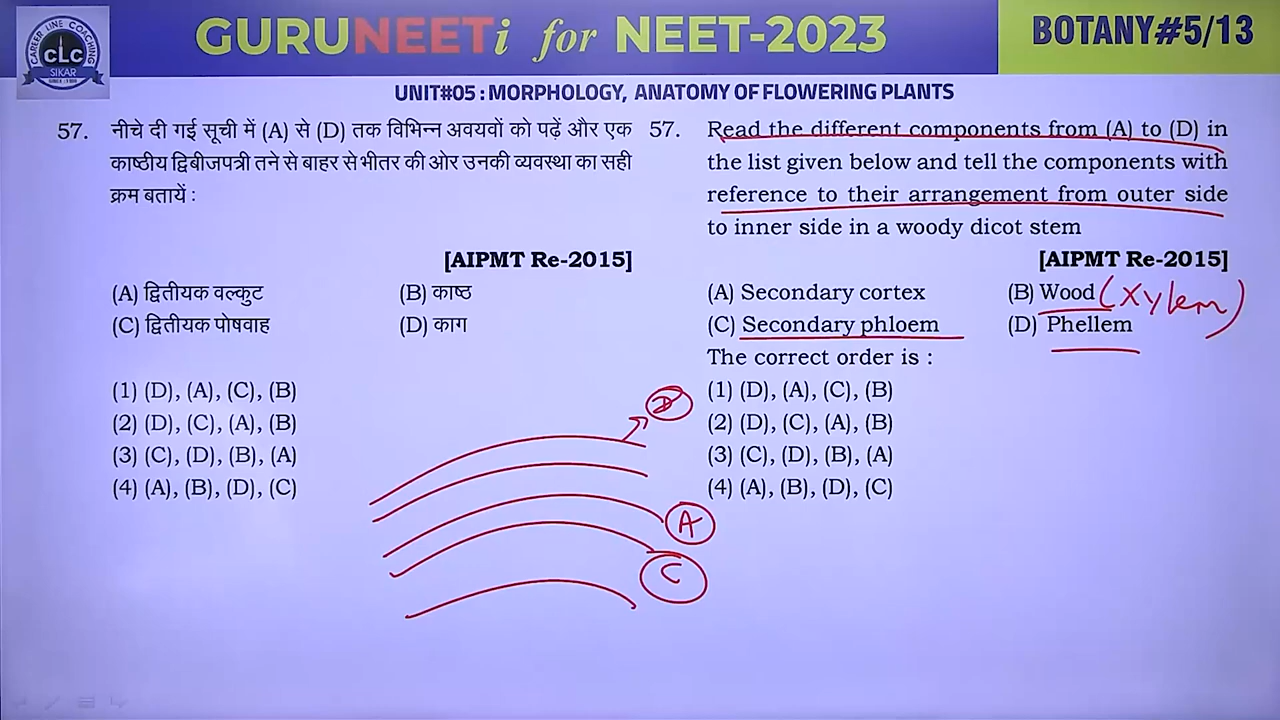 CAREER LINE COACHING
CLC
SIKAR
GURUNEETi for NEET-2023
BOTANY#5/13
UNIT#05 : MORPHOLOGY, ANATOMY OF FLOWERING PLANTS
57. नीचे दी गई सूची में (A) से (D) तक विभिन्न अवयवों को पढ़ें और एक
काष्ठीय द्विबीजपत्री तने से बाहर से भीतर की ओर उनकी व्यवस्था का सही
क्रम बतायें :
[AIPMT Re-2015]
(A) द्वितीयक वल्कुट (B) काष्ठ
(C) द्वितीयक पोषवाह (D) काग
(1) (D), (A), (C), (B)
(2) (D), (C), (A), (B)
(3) (C), (D), (B), (A)
(4) (A), (B), (D), (C)
57. Read the different components from (A) to (D) in
the list given below and tell the components with
reference to their arrangement from outer side
to inner side in a woody dicot stem
[AIPMT Re-2015]
(A) Secondary cortex (B) Wood (Xylem)
(C) Secondary phloem (D) Phellem
The correct order is :
(1) (D), (A), (C), (B)
(2) (D), (C), (A), (B)
(3) (C), (D), (B), (A)
(4) (A), (B), (D), (C)
D
A
C